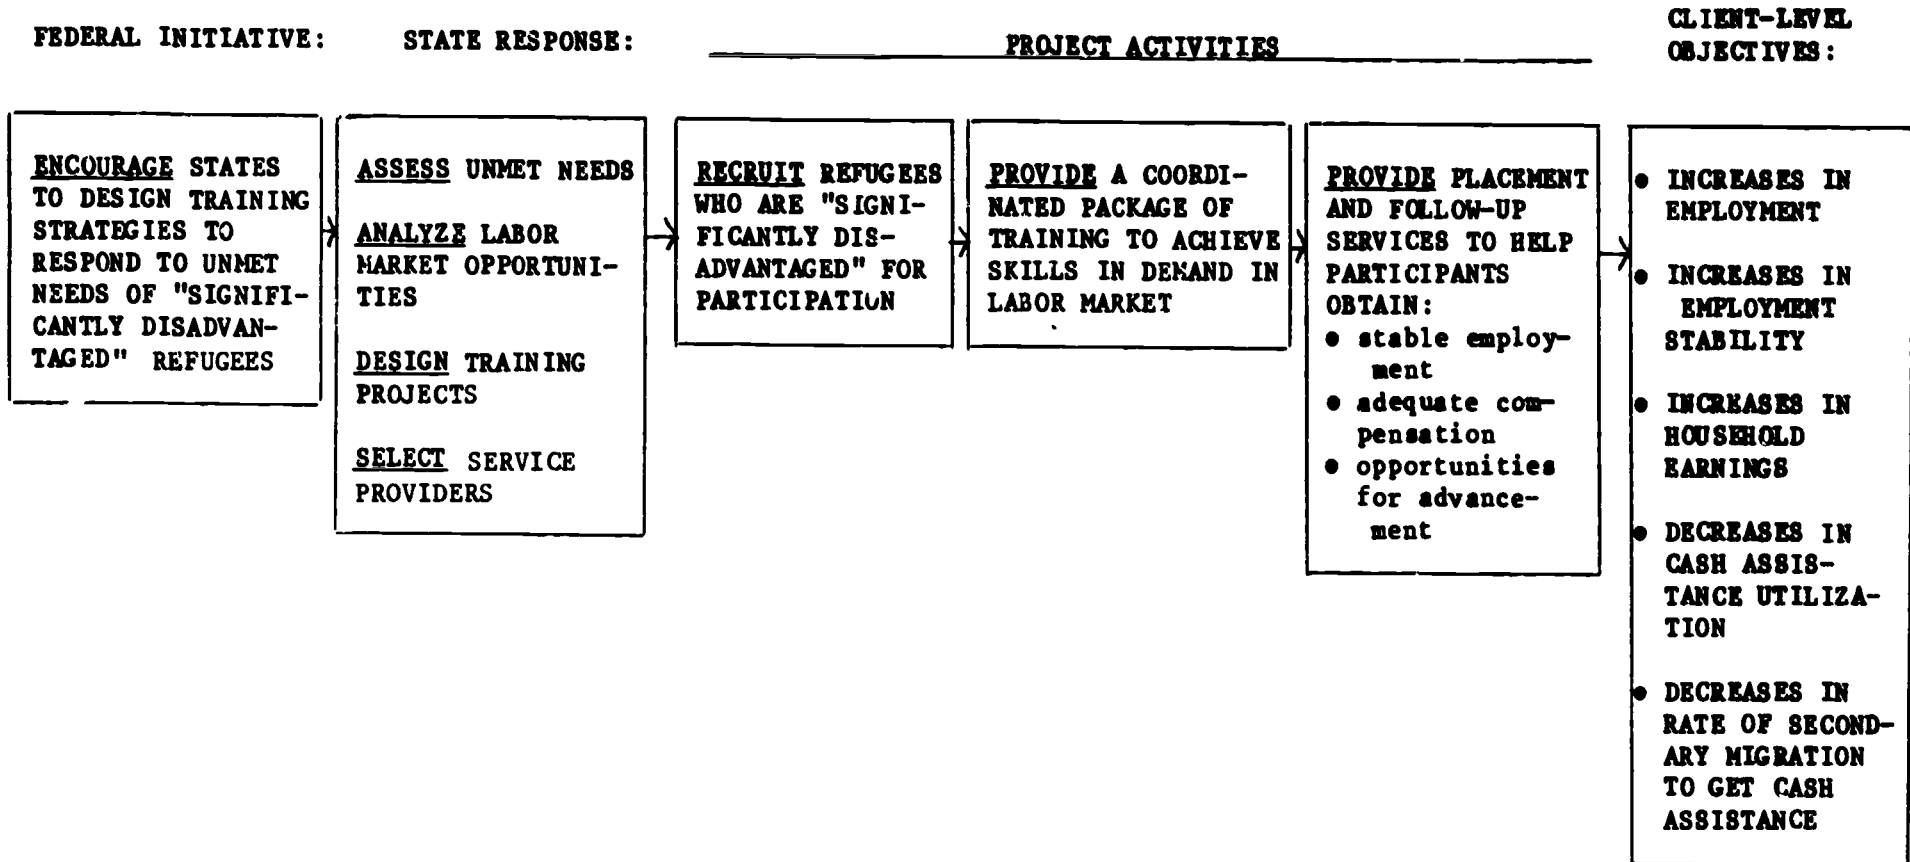 FEDERAL INITIATIVE:
STATE RESPONSE:
PROJECT ACTIVITIES
CLIENT-LEVEL
OBJECTIVES:
ENCOURAGE STATES
TO DESIGN TRAINING
STRATEGIES TO
RESPOND TO UNMET
NEEDS OF "SIGNIFI-
CANTLY DISADVAN-
TAGED" REFUGEES
ASSESS UNMET NEEDS
ANALYZE LABOR
MARKET OPPORTUNI-
TIES
DESIGN TRAINING
PROJECTS
SELECT SERVICE
PROVIDERS
RECRUIT REFUGEES
WHO ARE "SIGNI-
FICANTLY DIS-
ADVANTAGED" FOR
PARTICIPATION
PROVIDE A COORDI-
NATED PACKAGE OF
TRAINING TO ACHIEVE
SKILLS IN DEMAND IN
LABOR MARKET
PROVIDE PLACEMENT
AND FOLLOW-UP
SERVICES TO HELP
PARTICIPANTS
OBTAIN:
● stable employ-
ment
● adequate com-
pensation
● opportunities
for advance-
ment
● INCREASES IN
EMPLOYMENT
● INCREASES IN
EMPLOYMENT
STABILITY
● INCREASES IN
HOUSEHOLD
EARNINGS
● DECREASES IN
CASH ASSIS-
TANCE UTILIZA-
TION
● DECREASES IN
RATE OF SECOND-
ARY MIGRATION
TO GET CASH
ASSISTANCE